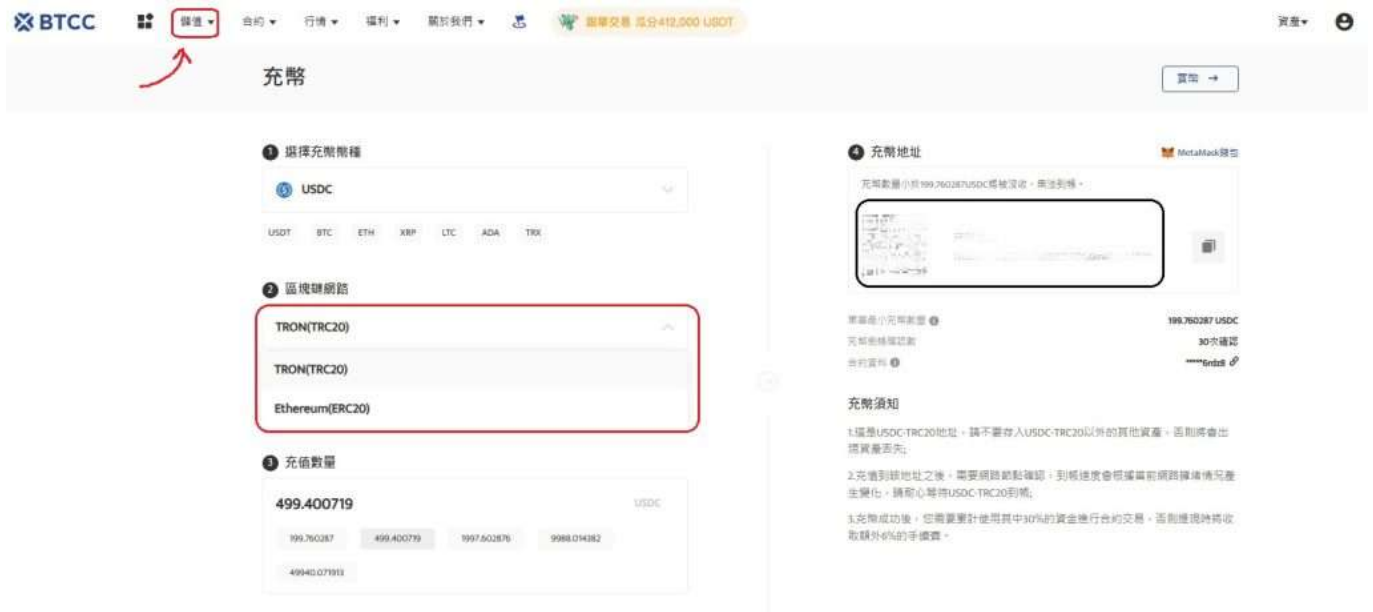 BTCC
儲值
合約
行情
福利
關於我們
跟單交易 瓜分412,000 USDT
資產
充幣
買幣 →
1 選擇充幣幣種
USDC
USDT BTC ETH XRP LTC ADA TRX
2 區塊鏈網路
TRON(TRC20)
TRON(TRC20)
Ethereum(ERC20)
3 充值數量
499.400719 USDC
199.760287 499.400719 1997.602876 9988.014382
49940.071913
4 充幣地址
MetaMask錢包
充幣數量小於199.760287USDC將被沒收，無法到帳。
單筆最小充幣數量
199.760287 USDC
30次確認
合約資料
*****6rdz8
充幣須知
1.這是USDC-TRC20地址，請不要存入USDC-TRC20以外的其他資產，否則將會出
現資產丟失;
2.充值到該地址之後，需要網路節點確認，到帳速度會根據當前網路擁堵情況產
生變化，請耐心等待USDC-TRC20到帳;
3.充幣成功後，您需要累計使用其中30%的資金進行合約交易，否則提現時將收
取額外6%的手續費。